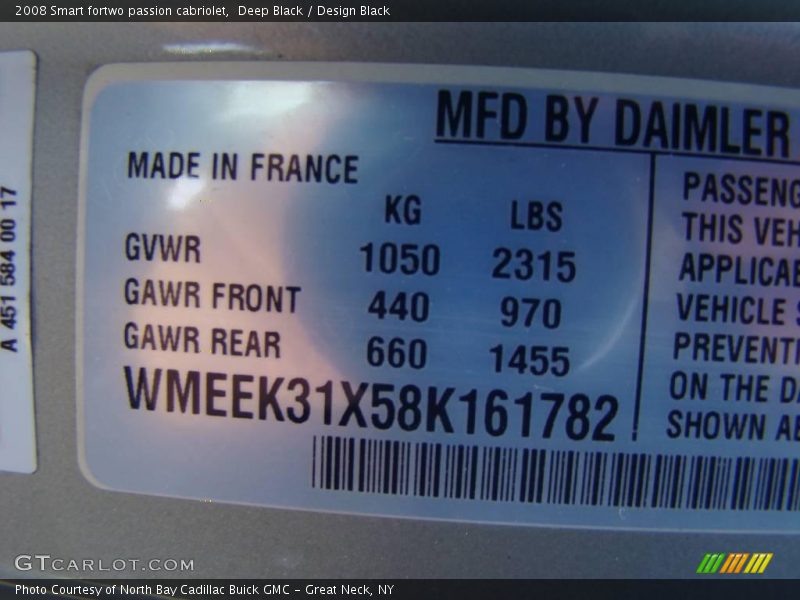 2008 Smart fortwo passion cabriolet,  Deep Black / Design Black
A 451 584 00 17
MFD BY DAIMLER
MADE IN FRANCE
KG LBS
GVWR 1050 2315
GAWR FRONT 440 970
GAWR REAR 660 1455
WMEEK31X58K161782
PASSENG
THIS VEH
APPLICAB
VEHICLE S
PREVENTI
ON THE DA
SHOWN AB
GTCARLOT.COM
Photo Courtesy of North Bay Cadillac Buick GMC – Great Neck, NY